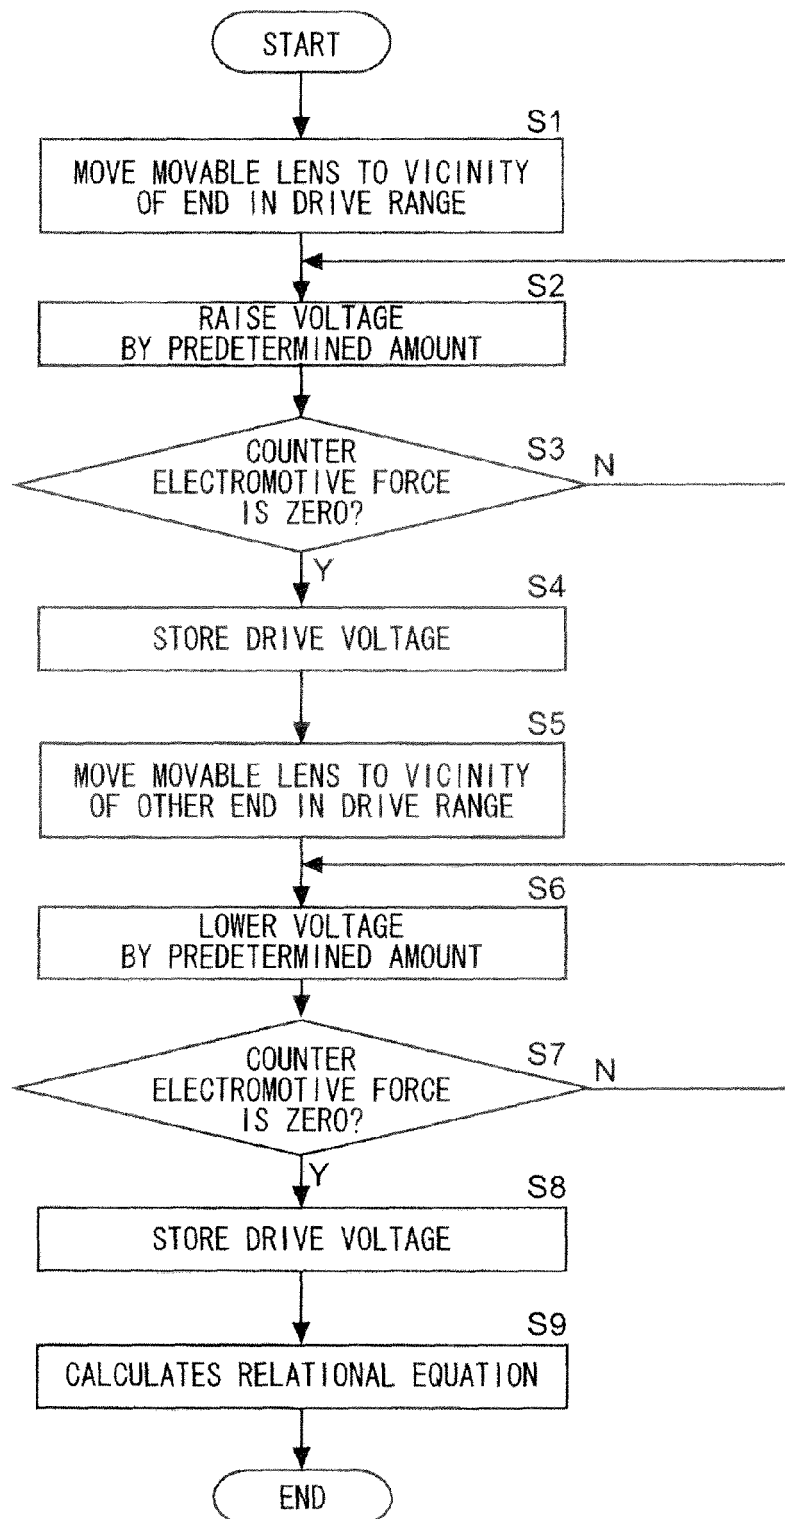 START
S1
MOVE MOVABLE LENS TO VICINITY
OF END IN DRIVE RANGE
S2
RAISE VOLTAGE
BY PREDETERMINED AMOUNT
S3
COUNTER
ELECTROMOTIVE FORCE
IS ZERO?
N
Y
S4
STORE DRIVE VOLTAGE
S5
MOVE MOVABLE LENS TO VICINITY
OF OTHER END IN DRIVE RANGE
S6
LOWER VOLTAGE
BY PREDETERMINED AMOUNT
S7
COUNTER
ELECTROMOTIVE FORCE
IS ZERO?
N
Y
S8
STORE DRIVE VOLTAGE
S9
CALCULATES RELATIONAL EQUATION
END